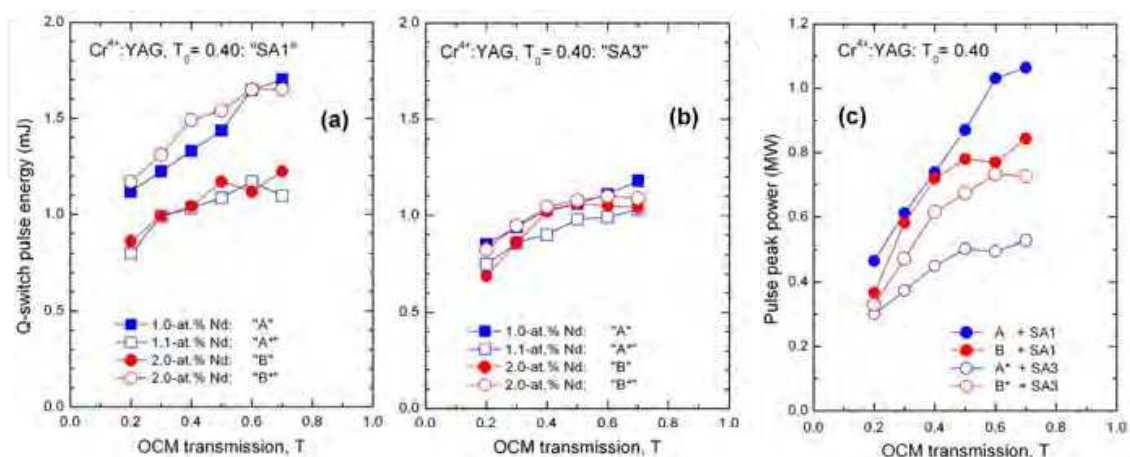 Cr⁴⁺:YAG, T₀ = 0.40: "SA1"
(a)
Q-switch pulse energy (mJ)
2.0
1.5
1.0
0.5
0.0
1.0-at.% Nd: "A"
1.1-at.% Nd: "A*"
2.0-at.% Nd: "B"
2.0-at.% Nd: "B*"
0.0 0.2 0.4 0.6 0.8 1.0
OCM transmission, T
Cr⁴⁺:YAG, T₀ = 0.40: "SA3"
(b)
2.0
1.5
1.0
0.5
0.0
1.0-at.% Nd: "A"
1.1-at.% Nd: "A*"
2.0-at.% Nd: "B"
2.0-at.% Nd: "B*"
0.0 0.2 0.4 0.6 0.8 1.0
OCM transmission, T
Cr⁴⁺:YAG: T₀ = 0.40
(c)
Pulse peak power (MW)
1.2
1.0
0.8
0.6
0.4
0.2
0.0
A + SA1
B + SA1
A* + SA3
B* + SA3
0.0 0.2 0.4 0.6 0.8 1.0
OCM transmission, T